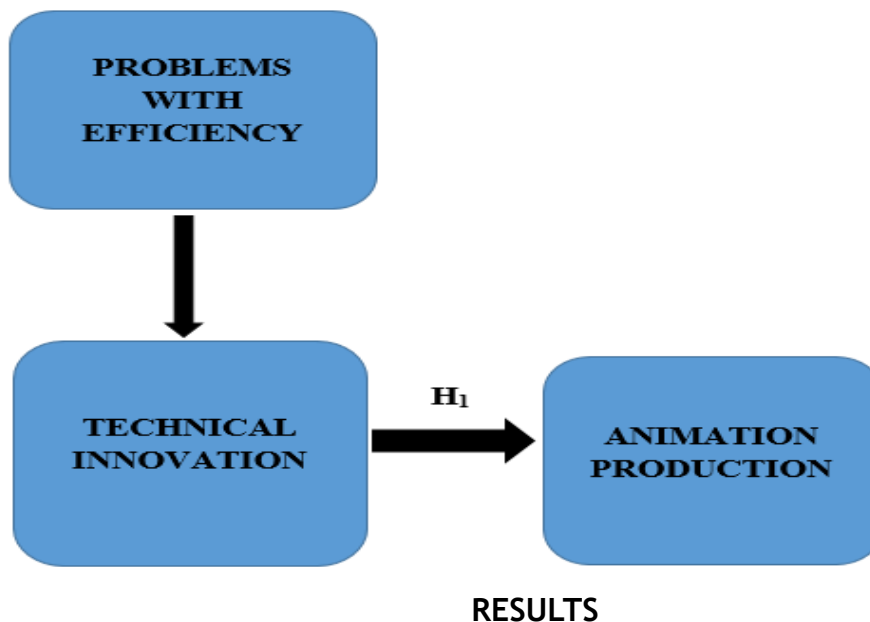 PROBLEMS
WITH
EFFICIENCY
TECHNICAL
INNOVATION
H₁
ANIMATION
PRODUCTION
RESULTS